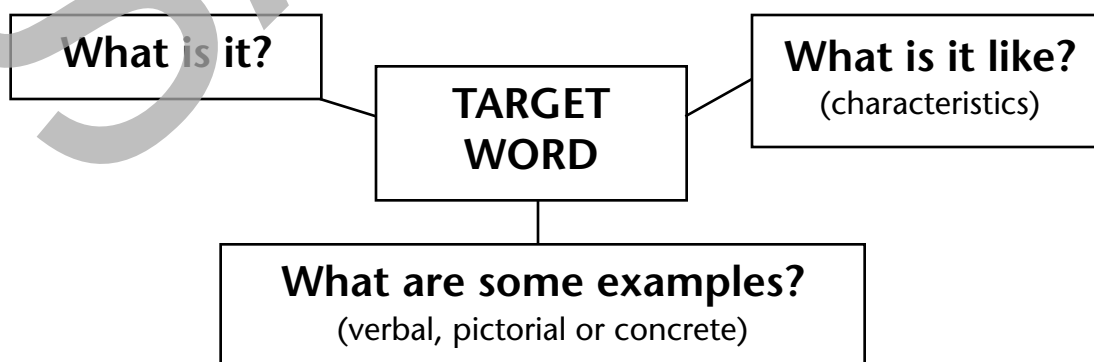 What is it?
What is it like?
(characteristics)
TARGET
WORD
What are some examples?
(verbal, pictorial or concrete)